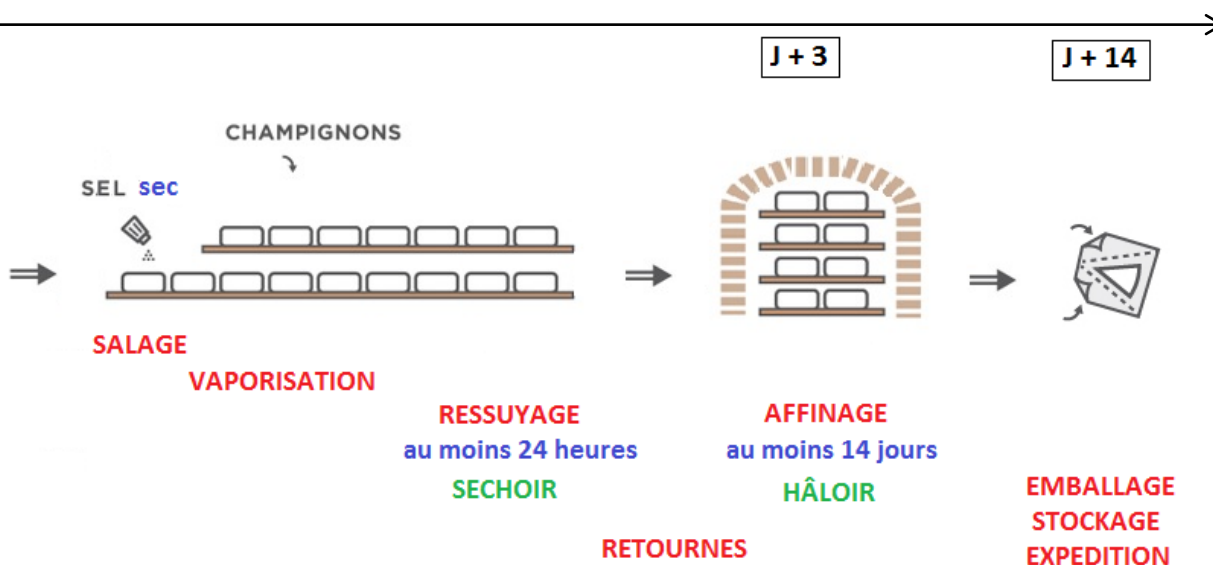 J + 3
J + 14
CHAMPIGNONS
SEL sec
SALAGE
VAPORISATION
RESSUYAGE
au moins 24 heures
SECHOIR
AFFINAGE
au moins 14 jours
HÂLOIR
RETOURNES
EMBALLAGE
STOCKAGE
EXPEDITION